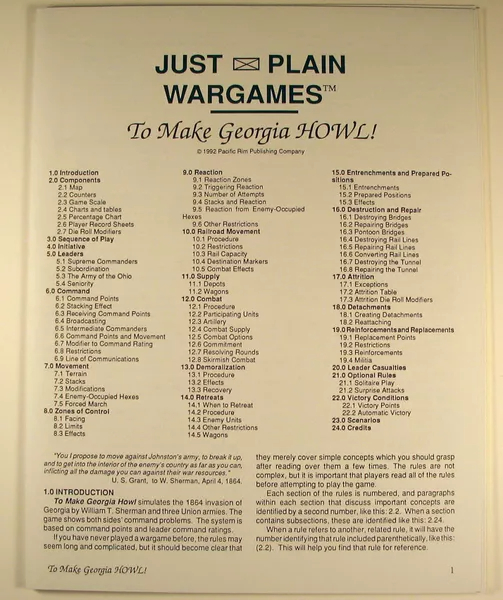 JUST PLAIN
WARGAMES™
To Make Georgia HOWL!
© 1992 Pacific Rim Publishing Company
1.0 Introduction
2.0 Components
2.1 Map
2.2 Counters
2.3 Game Scale
2.4 Charts and tables
2.5 Percentage Chart
2.6 Player Record Sheets
2.7 Die Roll Modifiers
3.0 Sequence of Play
4.0 Initiative
5.0 Leaders
5.1 Supreme Commanders
5.2 Subordination
5.3 The Army of the Ohio
5.4 Seniority
6.0 Command
6.1 Command Points
6.2 Stacking Effect
6.3 Receiving Command Points
6.4 Broadcasting
6.5 Intermediate Commanders
6.6 Command Points and Movement
6.7 Modifier to Command Rating
6.8 Restrictions
6.9 Line of Communications
7.0 Movement
7.1 Terrain
7.2 Stacks
7.3 Modifications
7.4 Enemy-Occupied Hexes
7.5 Forced March
8.0 Zones of Control
8.1 Facing
8.2 Limits
8.3 Effects
9.0 Reaction
9.1 Reaction Zones
9.2 Triggering Reaction
9.3 Number of Attempts
9.4 Stacks and Reaction
9.5 Reaction from Enemy-Occupied
Hexes
9.6 Other Restrictions
10.0 Railroad Movement
10.1 Procedure
10.2 Restrictions
10.3 Rail Capacity
10.4 Destination Markers
10.5 Combat Effects
11.0 Supply
11.1 Depots
11.2 Wagons
12.0 Combat
12.1 Procedure
12.2 Participating Units
12.3 Artillery
12.4 Combat Supply
12.5 Combat Options
12.6 Commitment
12.7 Resolving Rounds
12.8 Skirmish Combat
13.0 Demoralization
13.1 Procedure
13.2 Effects
13.3 Recovery
14.0 Retreats
14.1 When to Retreat
14.2 Procedure
14.3 Enemy Units
14.4 Other Restrictions
14.5 Wagons
15.0 Entrenchments and Prepared Po-
sitions
15.1 Entrenchments
15.2 Prepared Positions
15.3 Effects
16.0 Destruction and Repair
16.1 Destroying Bridges
16.2 Repairing Bridges
16.3 Pontoon Bridges
16.4 Destroying Rail Lines
16.5 Repairing Rail Lines
16.6 Converting Rail Lines
16.7 Destroying the Tunnel
16.8 Repairing the Tunnel
17.0 Attrition
17.1 Exceptions
17.2 Attrition Table
17.3 Attrition Die Roll Modifiers
18.0 Detachments
18.1 Creating Detachments
18.2 Reattaching
19.0 Reinforcements and Replacements
19.1 Replacement Points
19.2 Restrictions
19.3 Reinforcements
19.4 Militia
20.0 Leader Casualties
21.0 Optional Rules
21.1 Solitaire Play
21.2 Surprise Attacks
22.0 Victory Conditions
22.1 Victory Points
22.2 Automatic Victory
23.0 Scenarios
24.0 Credits
"You I propose to move against Johnston's army, to break it up,
and to get into the interior of the enemy's country as far as you can,
inflicting all the damage you can against their war resources."
U. S. Grant, to W. Sherman, April 4, 1864.
1.0 INTRODUCTION
To Make Georgia Howl simulates the 1864 invasion of
Georgia by William T. Sherman and three Union armies. The
game shows both sides' command problems. The system is
based on command points and leader command ratings.
If you have never played a wargame before, the rules may
seem long and complicated, but it should become clear that
they merely cover simple concepts which you should grasp
after reading over them a few times. The rules are not
complex, but it is important that players read all of the rules
before attempting to play the game.
Each section of the rules is numbered, and paragraphs
within each section that discuss important concepts are
identified by a second number, like this: 2.2. When a section
contains subsections, these are identified like this: 2.24.
When a rule refers to another, related rule, it will have the
number identifying that rule included parenthetically, like this:
(2.2). This will help you find that rule for reference.
To Make Georgia HOWL!
1